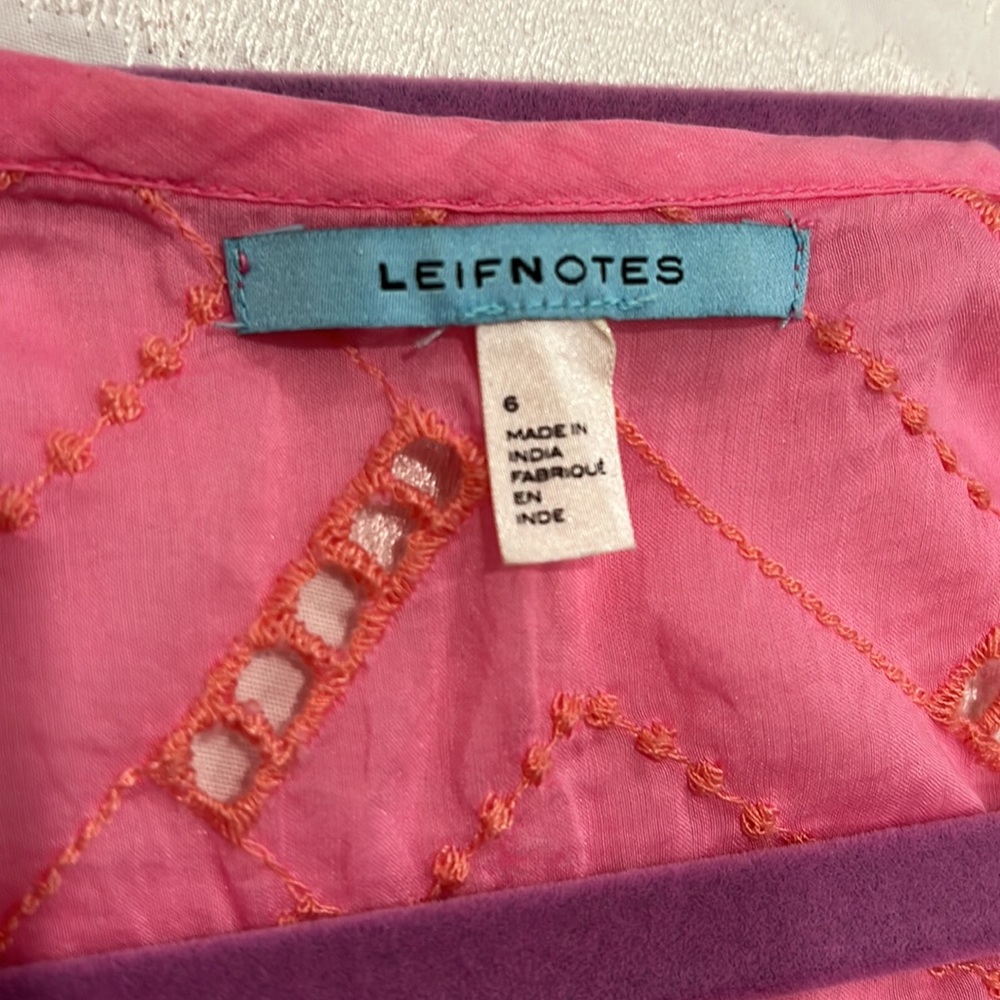 LEIFNOTES
6
MADE IN
INDIA
FABRIQUÉ
EN
INDE